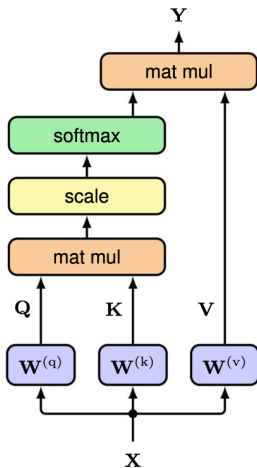 Y
mat mul
softmax
scale
mat mul
Q K V
W^(q) W^(k) W^(v)
X